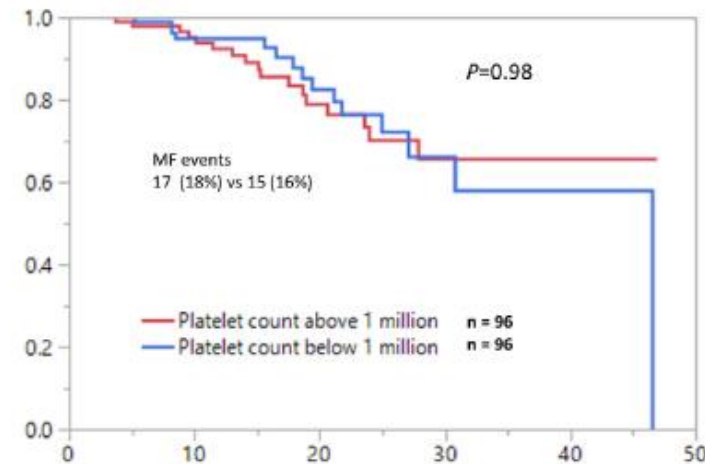 1.0
P=0.98
0.8
MF events
17 (18%) vs 15 (16%)
0.6
0.4
Platelet count above 1 million n = 96
Platelet count below 1 million n = 96
0.2
0.0
0 10 20 30 40 50